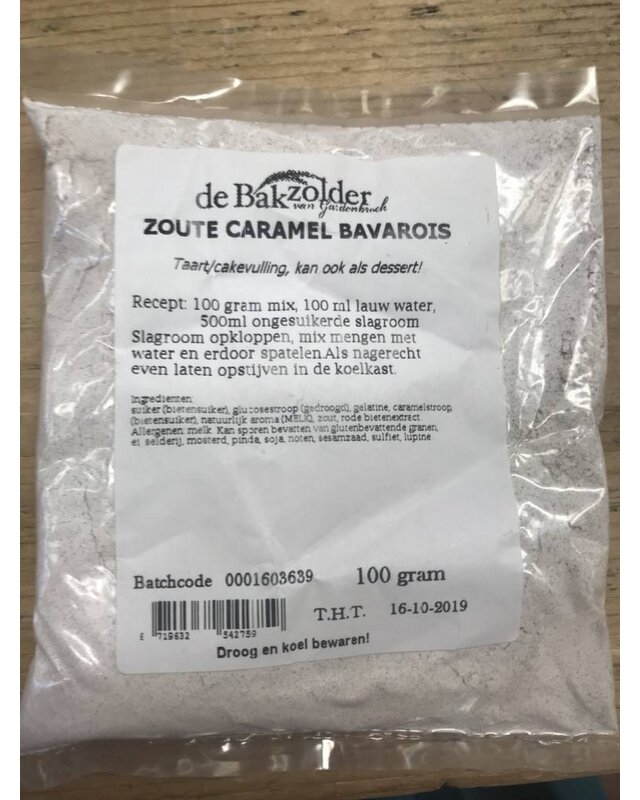 de Bakzolder
van Gardenbroek
ZOUTE CARAMEL BAVAROIS
Taart/cakevulling, kan ook als dessert!
Recept: 100 gram mix, 100 ml lauw water,
500ml ongesuikerde slagroom
Slagroom opkloppen, mix mengen met
water en erdoor spatelen.Als nagerecht
even laten opstijven in de koelkast.
Ingredienten:
suiker (bietensuiker), glucosestroop (gedroogd), gelatine, caramelstroop
(bietensuiker), natuurlijk aroma (MELK), zout, rode bietenextract.
Allergenen: melk. Kan sporen bevatten van glutenbevattende granen,
ei, selderij, mosterd, pinda, soja, noten, sesamzaad, sulfiet, lupine.
Batchcode 0001603639 100 gram
T.H.T. 16-10-2019
719632 542759
Droog en koel bewaren!